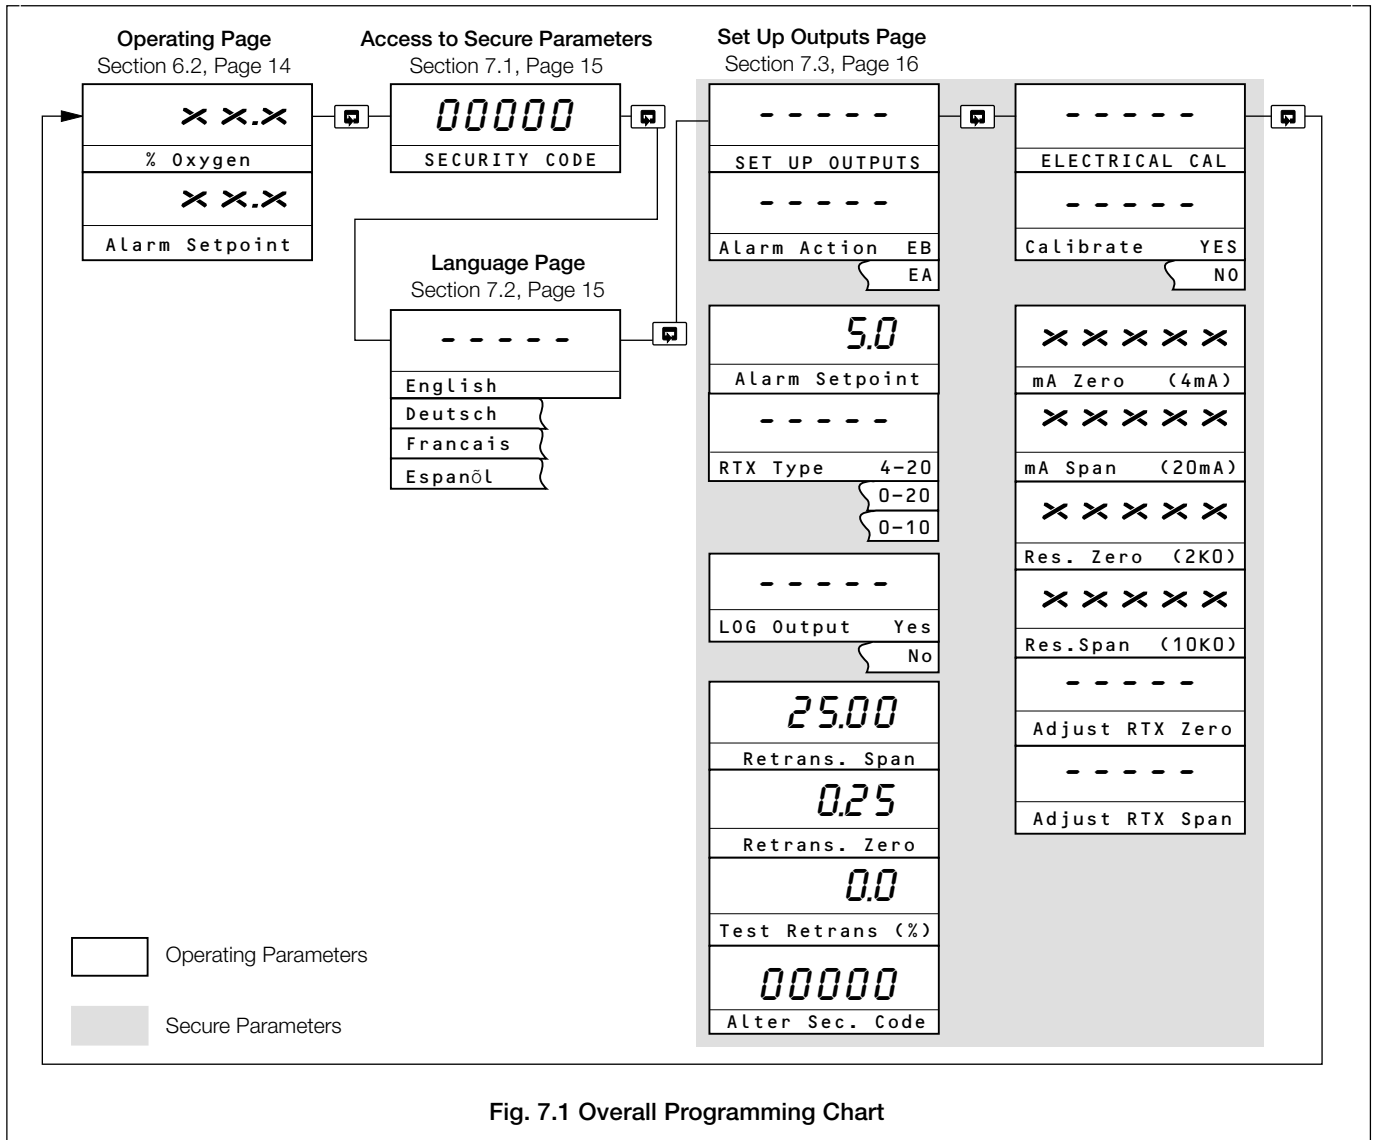 Operating Page
Section 6.2, Page 14
××.×
% Oxygen
××.×
Alarm Setpoint
Access to Secure Parameters
Section 7.1, Page 15
00000
SECURITY CODE
Language Page
Section 7.2, Page 15
- - - - -
English
Deutsch
Francais
Espanõl
Set Up Outputs Page
Section 7.3, Page 16
- - - - -
SET UP OUTPUTS
- - - - -
Alarm Action EB
EA
5.0
Alarm Setpoint
- - - - -
RTX Type 4–20
0–20
0–10
- - - - -
LOG Output Yes
No
25.00
Retrans. Span
0.25
Retrans. Zero
0.0
Test Retrans (%)
00000
Alter Sec. Code
- - - - -
ELECTRICAL CAL
- - - - -
Calibrate YES
NO
×××××
mA Zero (4mA)
×××××
mA Span (20mA)
×××××
Res. Zero (2K0)
×××××
Res.Span (10K0)
- - - - -
Adjust RTX Zero
- - - - -
Adjust RTX Span
Operating Parameters
Secure Parameters
Fig. 7.1 Overall Programming Chart